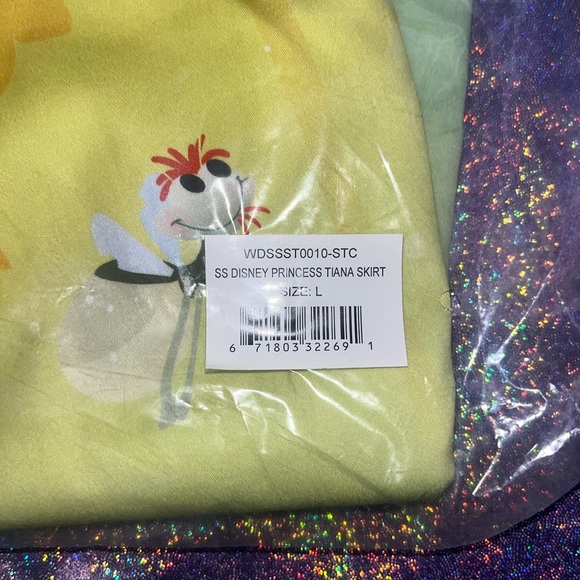 WDSSST0010-STC
SS DISNEY PRINCESS TIANA SKIRT
SIZE: L
6 71803 32269 1